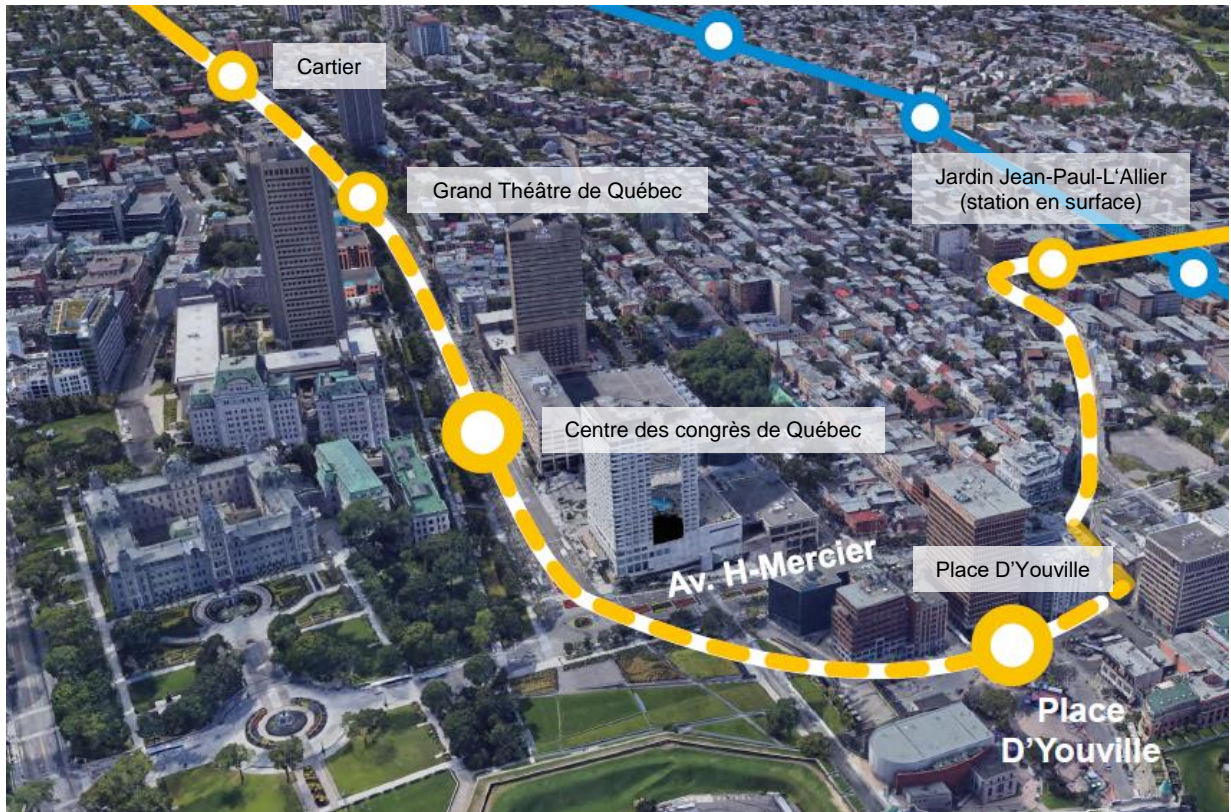 Cartier
Grand Théâtre de Québec
Jardin Jean-Paul-L‘Allier
(station en surface)
Centre des congrès de Québec
Av. H-Mercier
Place D’Youville
Place
D’Youville